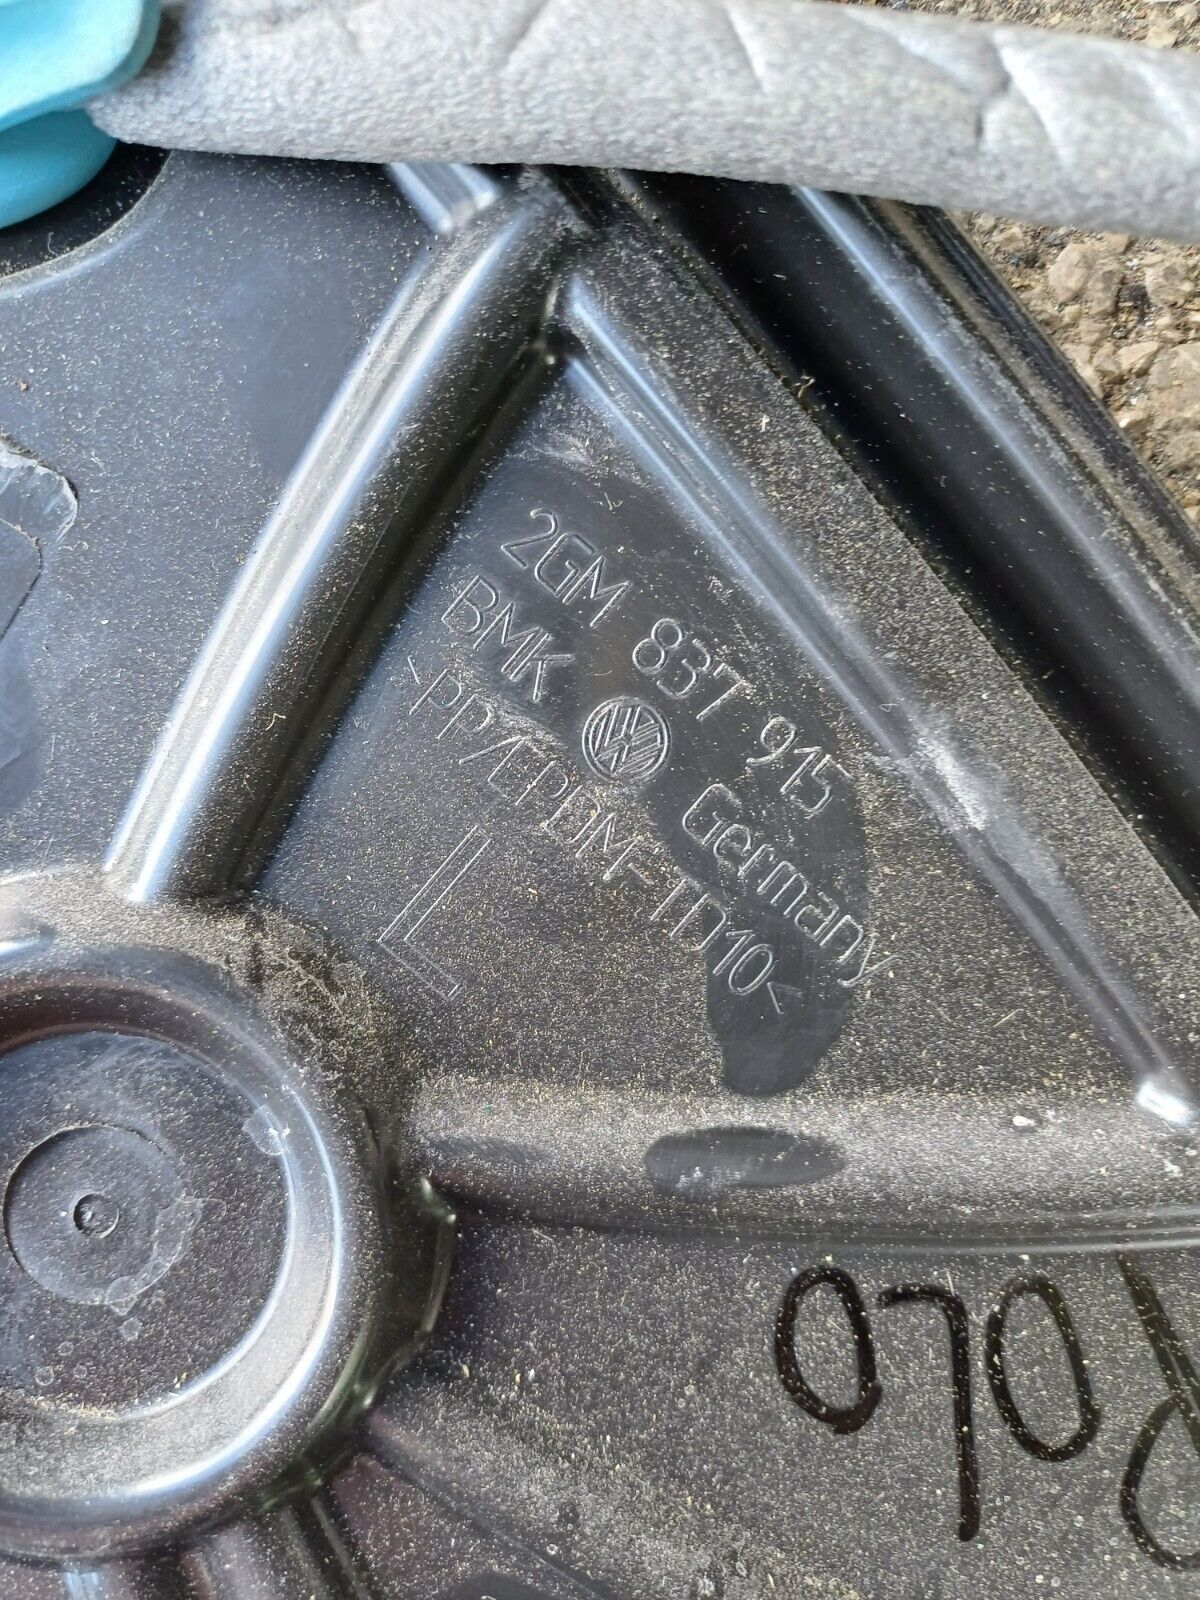 2GM 837 915
BMK Germany
>PP/EPDM-TD10<
L
POLO